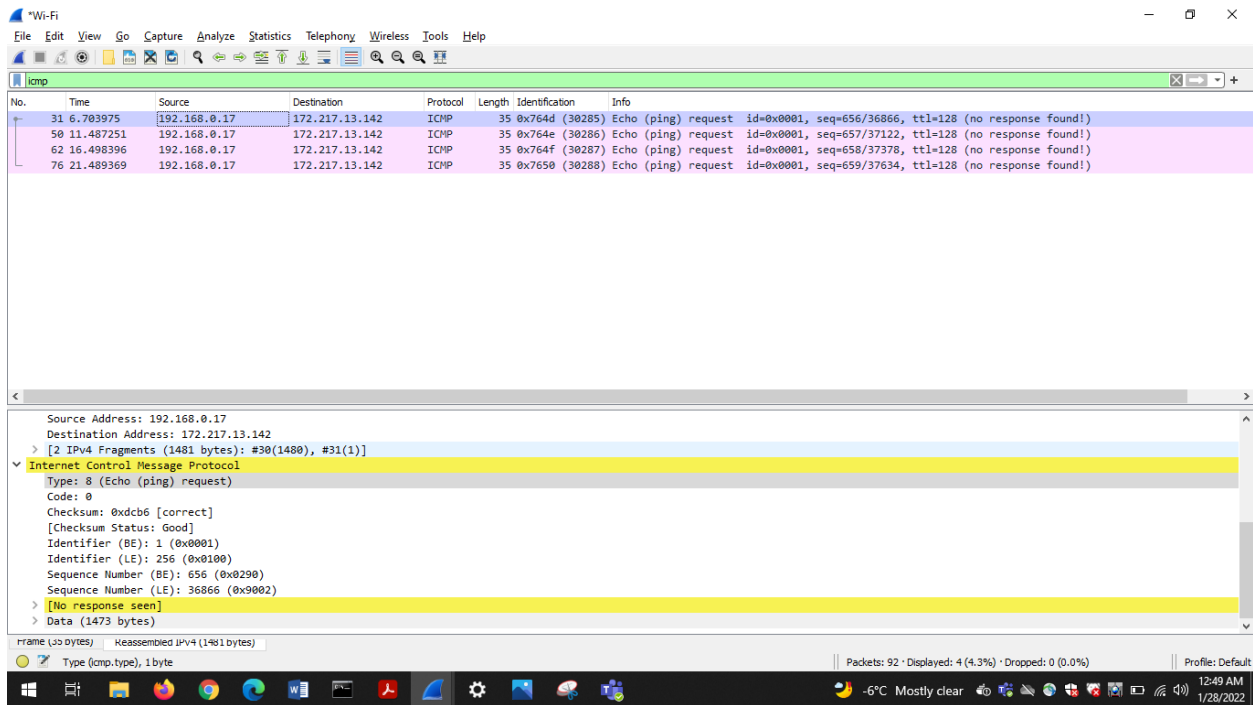 *Wi-Fi
File Edit View Go Capture Analyze Statistics Telephony Wireless Tools Help
icmp
No. Time Source Destination Protocol Length Identification Info
31 6.703975 192.168.0.17 172.217.13.142 ICMP 35 0x764d (30285) Echo (ping) request id=0x0001, seq=656/36866, ttl=128 (no response found!)
50 11.487251 192.168.0.17 172.217.13.142 ICMP 35 0x764e (30286) Echo (ping) request id=0x0001, seq=657/37122, ttl=128 (no response found!)
62 16.498396 192.168.0.17 172.217.13.142 ICMP 35 0x764f (30287) Echo (ping) request id=0x0001, seq=658/37378, ttl=128 (no response found!)
76 21.489369 192.168.0.17 172.217.13.142 ICMP 35 0x7650 (30288) Echo (ping) request id=0x0001, seq=659/37634, ttl=128 (no response found!)
Source Address: 192.168.0.17
Destination Address: 172.217.13.142
[2 IPv4 Fragments (1481 bytes): #30(1480), #31(1)]
Internet Control Message Protocol
Type: 8 (Echo (ping) request)
Code: 0
Checksum: 0xdcb6 [correct]
[Checksum Status: Good]
Identifier (BE): 1 (0x0001)
Identifier (LE): 256 (0x0100)
Sequence Number (BE): 656 (0x0290)
Sequence Number (LE): 36866 (0x9002)
[No response seen]
Data (1473 bytes)
Frame (35 bytes) Reassembled IPv4 (1481 bytes)
Type (icmp.type), 1 byte Packets: 92 · Displayed: 4 (4.3%) · Dropped: 0 (0.0%) Profile: Default
-6°C Mostly clear 12:49 AM
1/28/2022